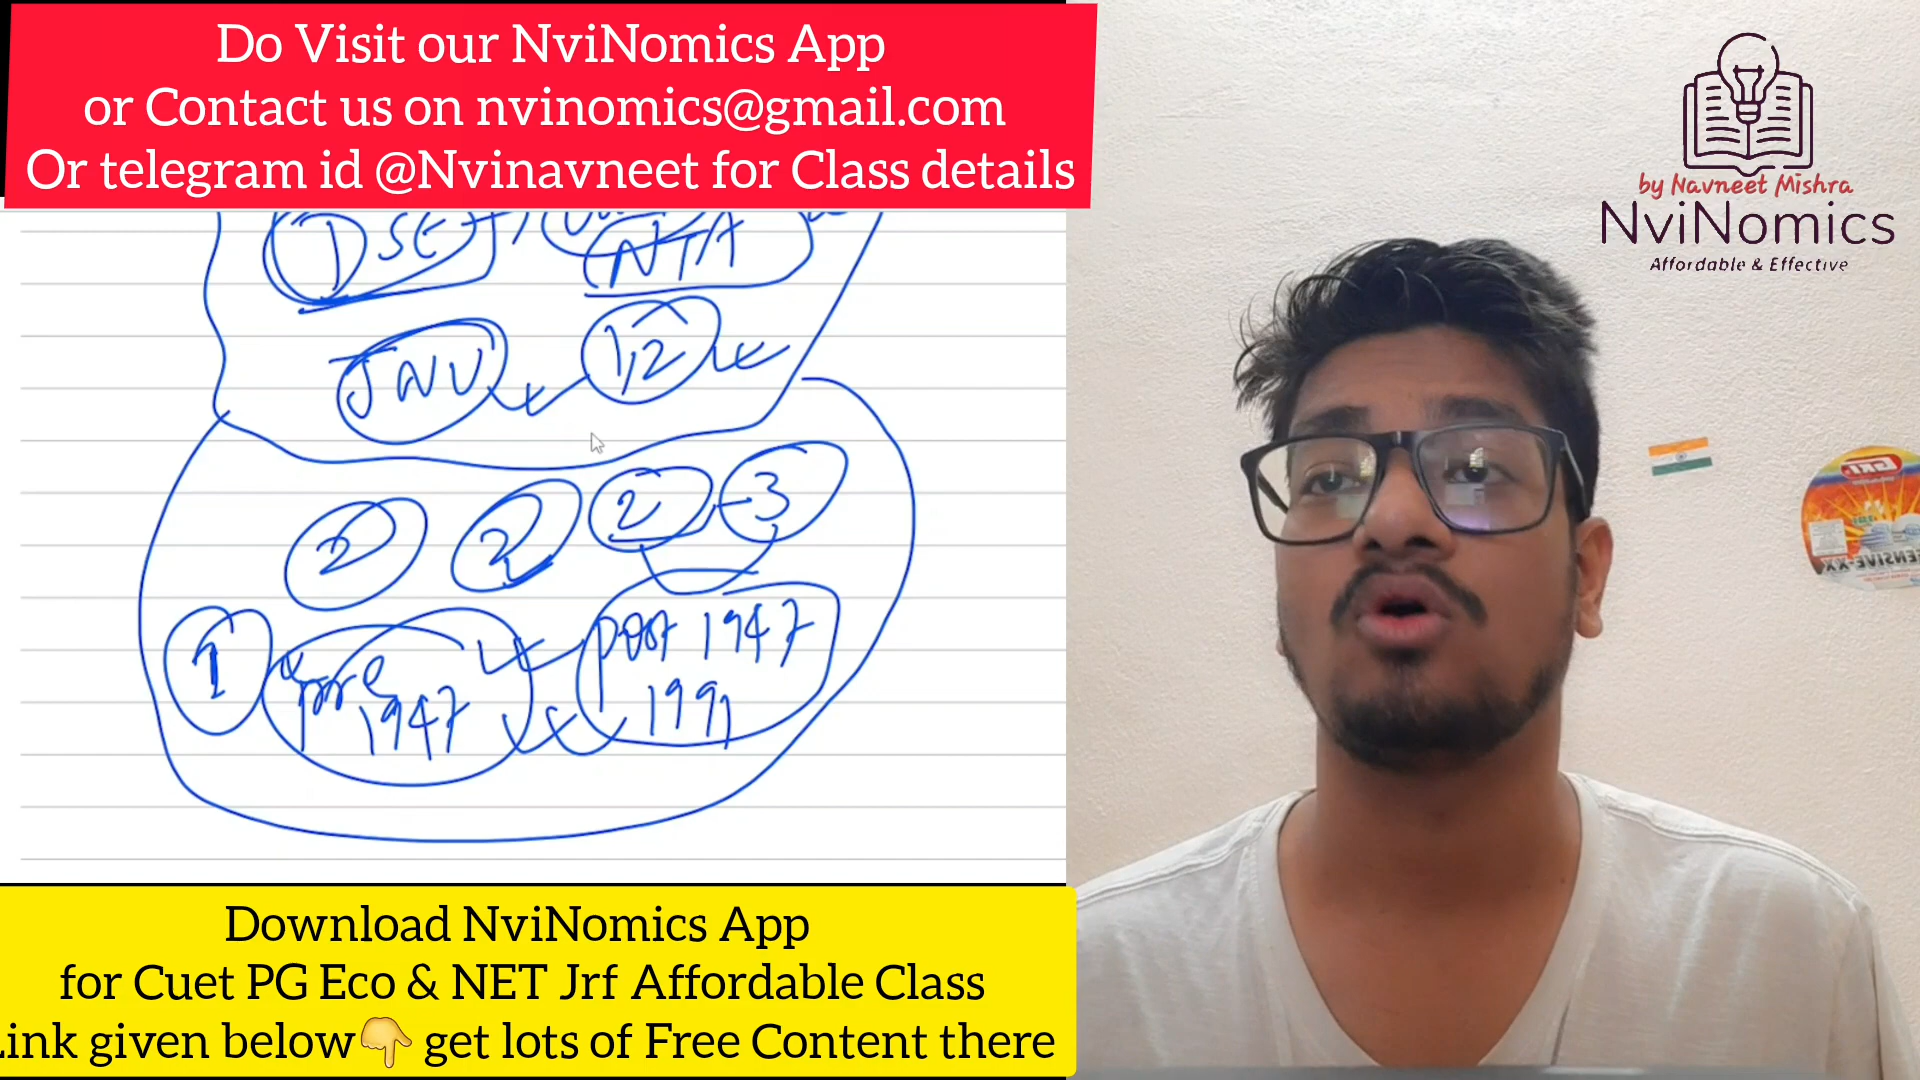 Do Visit our NviNomics App
or Contact us on nvinomics@gmail.com
Or telegram id @Nvinavneet for Class details
by Navneet Mishra
NviNomics
Affordable & Effective
DSE
NTA
JNU
1,2
2 2 2-3
1
pre
1947
post 1947
1991
Download NviNomics App
for Cuet PG Eco & NET Jrf Affordable Class
ink given below👇 get lots of Free Content there